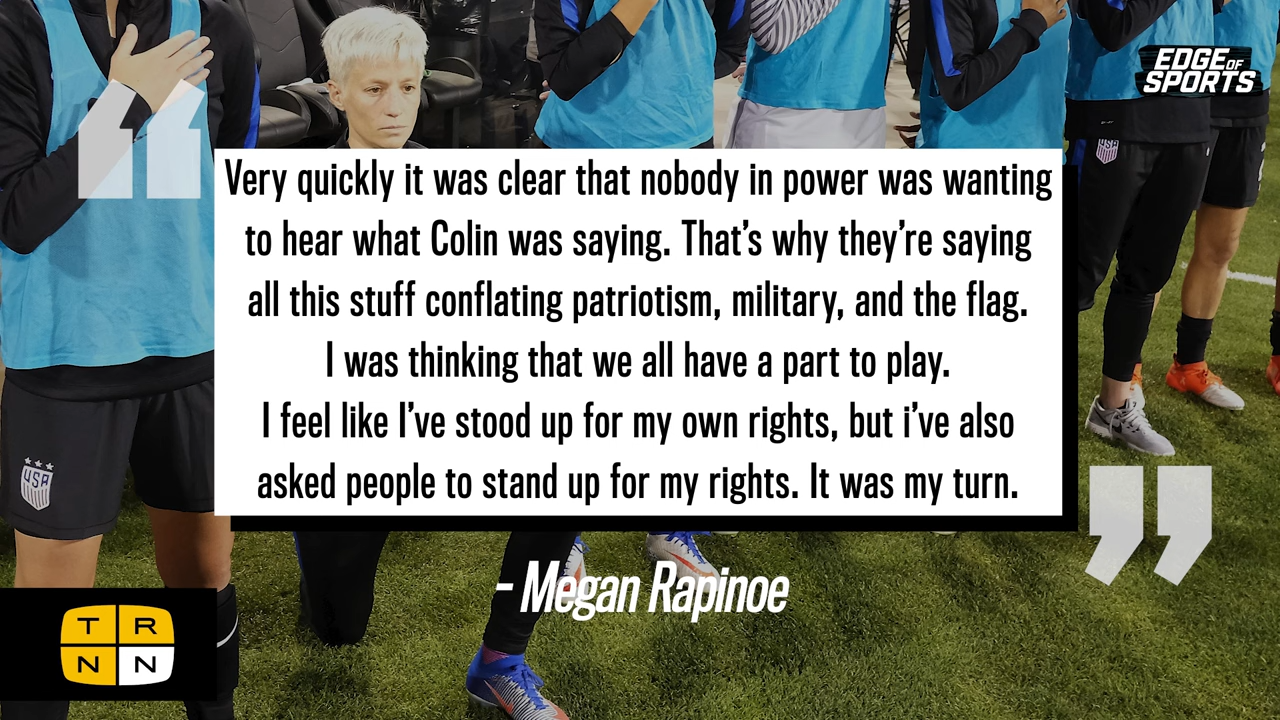 EDGE OF
SPORTS
“
Very quickly it was clear that nobody in power was wanting
to hear what Colin was saying. That’s why they’re saying
all this stuff conflating patriotism, military, and the flag.
I was thinking that we all have a part to play.
I feel like I’ve stood up for my own rights, but i’ve also
asked people to stand up for my rights. It was my turn.
”
- Megan Rapinoe
USA
T R
N N